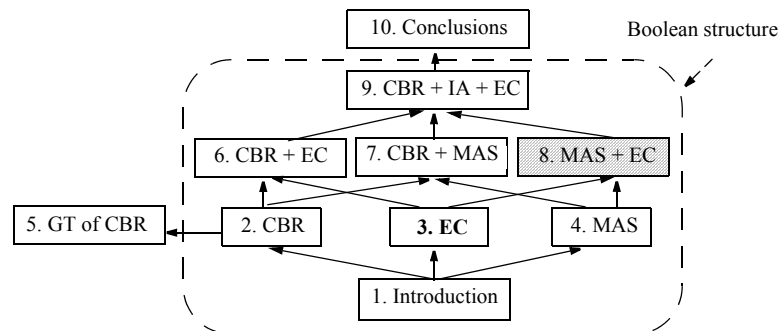 10. Conclusions
Boolean structure
9. CBR + IA + EC
6. CBR + EC
7. CBR + MAS
8. MAS + EC
5. GT of CBR
2. CBR
3. EC
4. MAS
1. Introduction